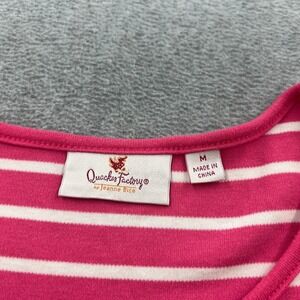 Quacker Factory®
by Jeanne Bice
M
MADE IN
CHINA